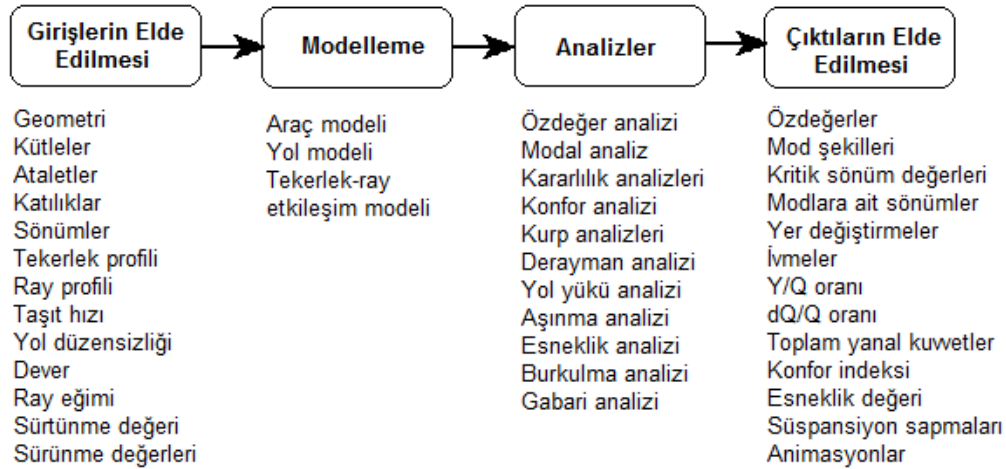 Girişlerin Elde
Edilmesi
Modelleme
Analizler
Çıktıların Elde
Edilmesi
Geometri
Kütleler
Ataletler
Katılıklar
Sönümler
Tekerlek profili
Ray profili
Taşıt hızı
Yol düzensizliği
Dever
Ray eğimi
Sürtünme değeri
Sürünme değerleri
Araç modeli
Yol modeli
Tekerlek-ray
etkileşim modeli
Özdeğer analizi
Modal analiz
Kararlılık analizleri
Konfor analizi
Kurp analizleri
Derayman analizi
Yol yükü analizi
Aşınma analizi
Esneklik analizi
Burkulma analizi
Gabari analizi
Özdeğerler
Mod şekilleri
Kritik sönüm değerleri
Modlara ait sönümler
Yer değiştirmeler
İvmeler
Y/Q oranı
dQ/Q oranı
Toplam yanal kuvvetler
Konfor indeksi
Esneklik değeri
Süspansiyon sapmaları
Animasyonlar